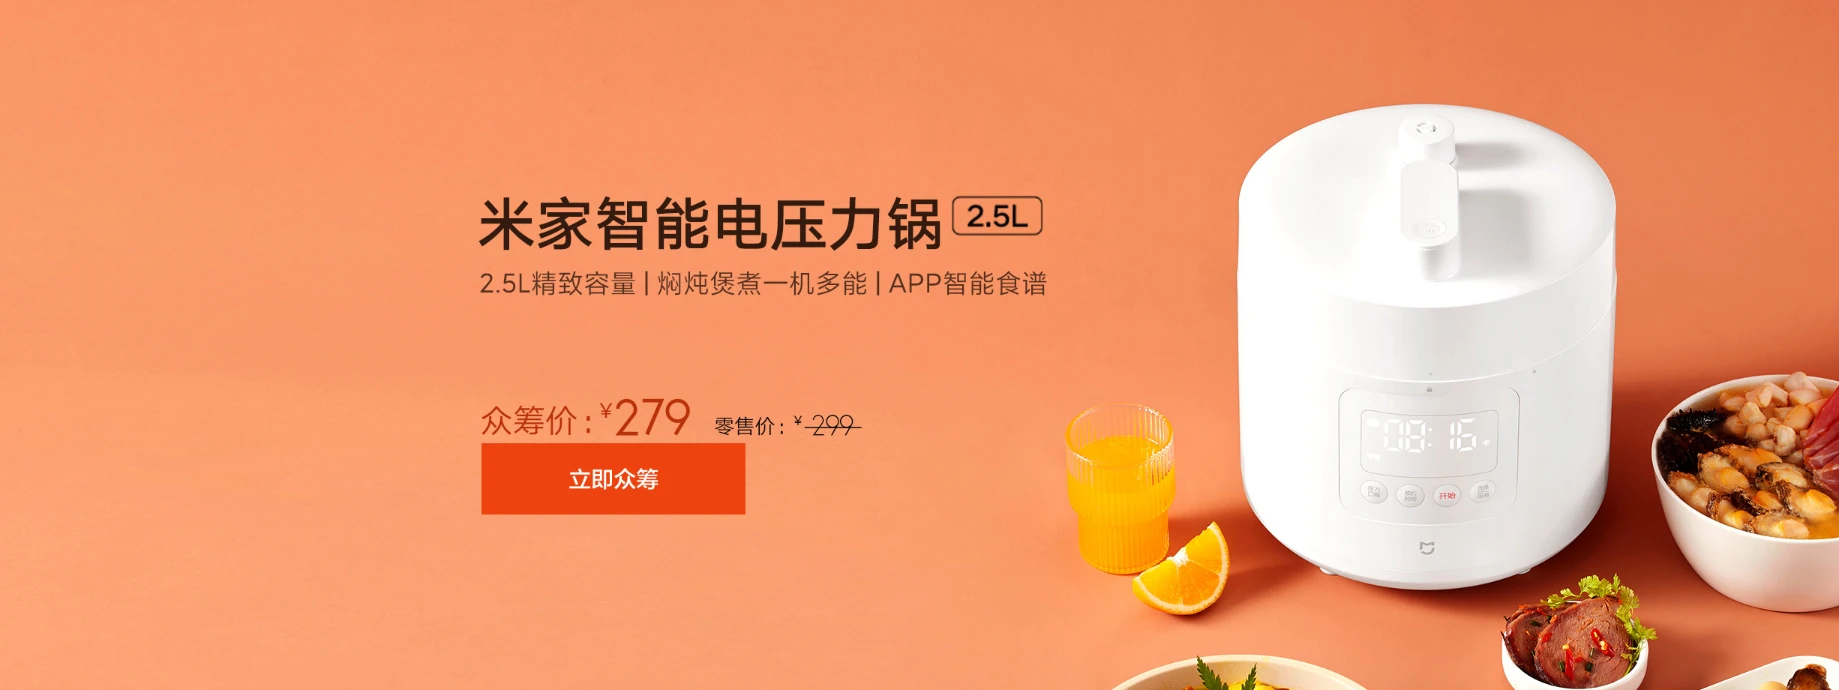 米家智能电压力锅 2.5L
2.5L精致容量 | 焖炖煲煮一机多能 | APP智能食谱
众筹价：¥279 零售价：¥299
立即众筹
08:16
开始